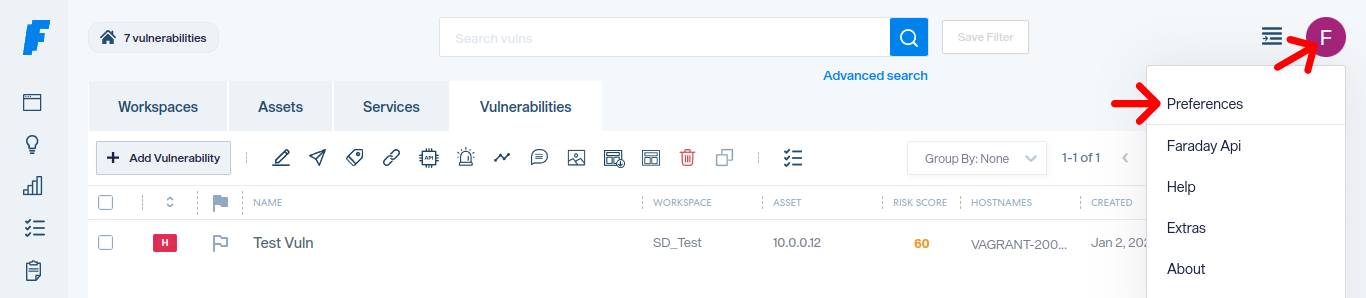 7 vulnerabilities
Search vulns
Save Filter
F
Advanced search
Workspaces Assets Services Vulnerabilities
Preferences
Faraday Api
Help
Extras
About
+ Add Vulnerability
API
Group By: None
1-1 of 1
NAME WORKSPACE ASSET RISK SCORE HOSTNAMES CREATED
H Test Vuln SD_Test 10.0.0.12 60 VAGRANT-200... Jan 2, 202